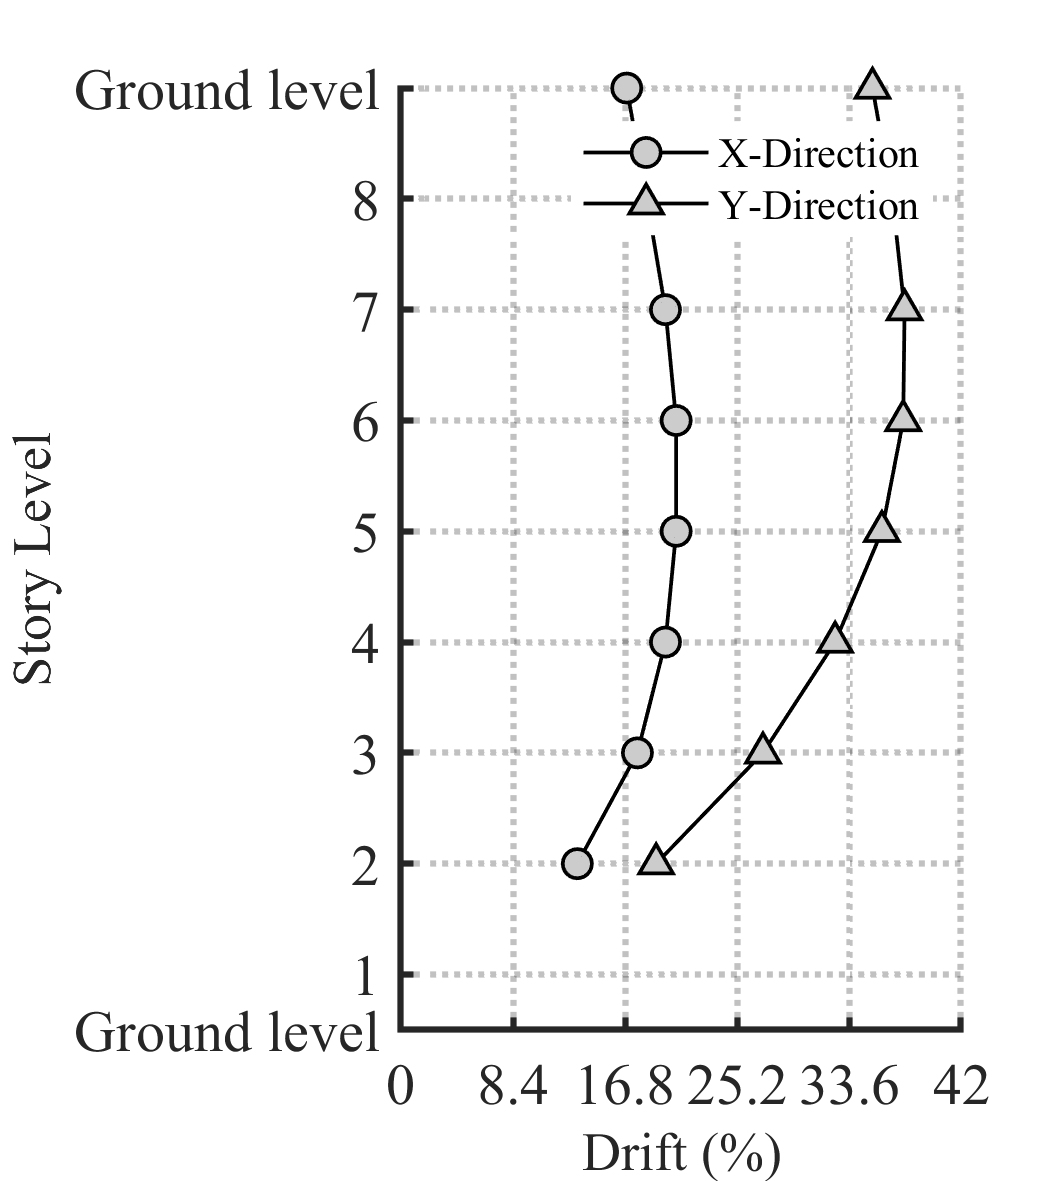 Ground level
X-Direction
Y-Direction
8
7
6
5
4
3
2
1
Ground level
Story Level
0 8.4 16.8 25.2 33.6 42
Drift (%)